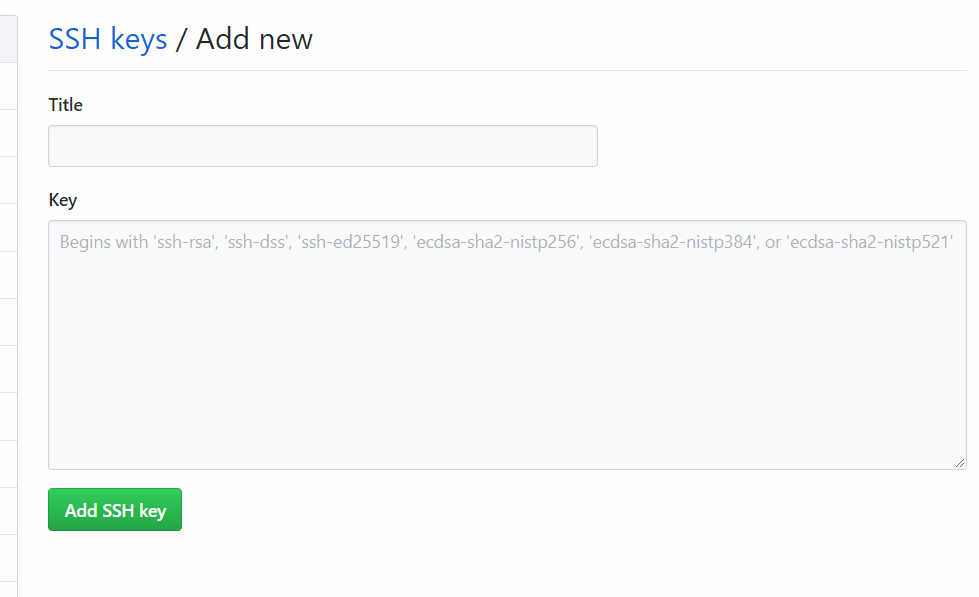 SSH keys / Add new
Title
Key
Begins with 'ssh-rsa', 'ssh-dss', 'ssh-ed25519', 'ecdsa-sha2-nistp256', 'ecdsa-sha2-nistp384', or 'ecdsa-sha2-nistp521'
Add SSH key